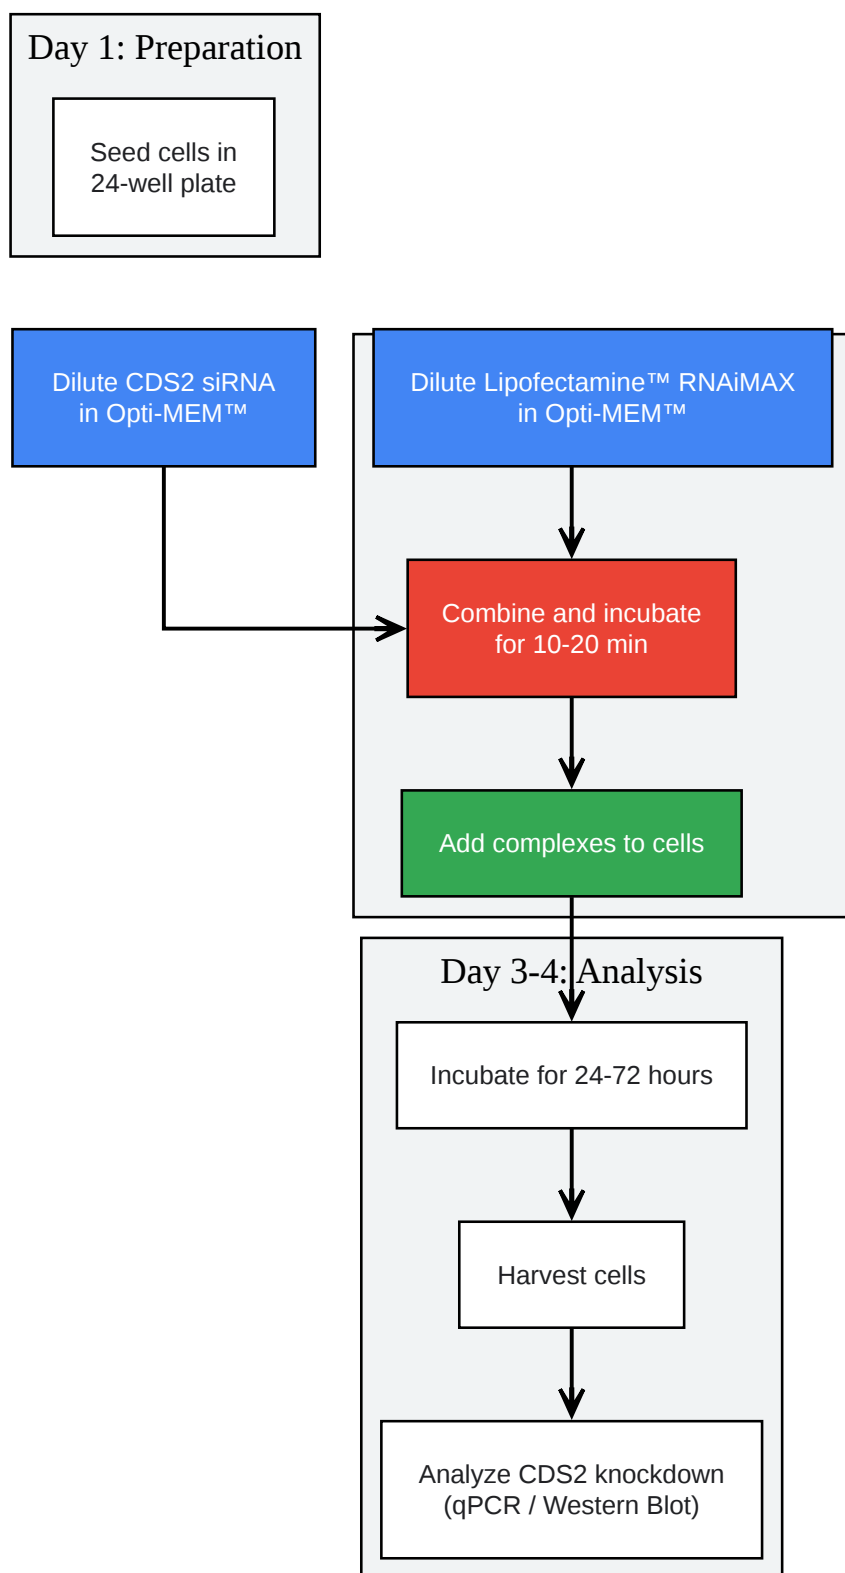 Day 1: Preparation
Seed cells in
24-well plate
Dilute CDS2 siRNA
in Opti-MEM™
Dilute Lipofectamine™ RNAiMAX
in Opti-MEM™
Combine and incubate
for 10-20 min
Add complexes to cells
Day 3-4: Analysis
Incubate for 24-72 hours
Harvest cells
Analyze CDS2 knockdown
(qPCR / Western Blot)